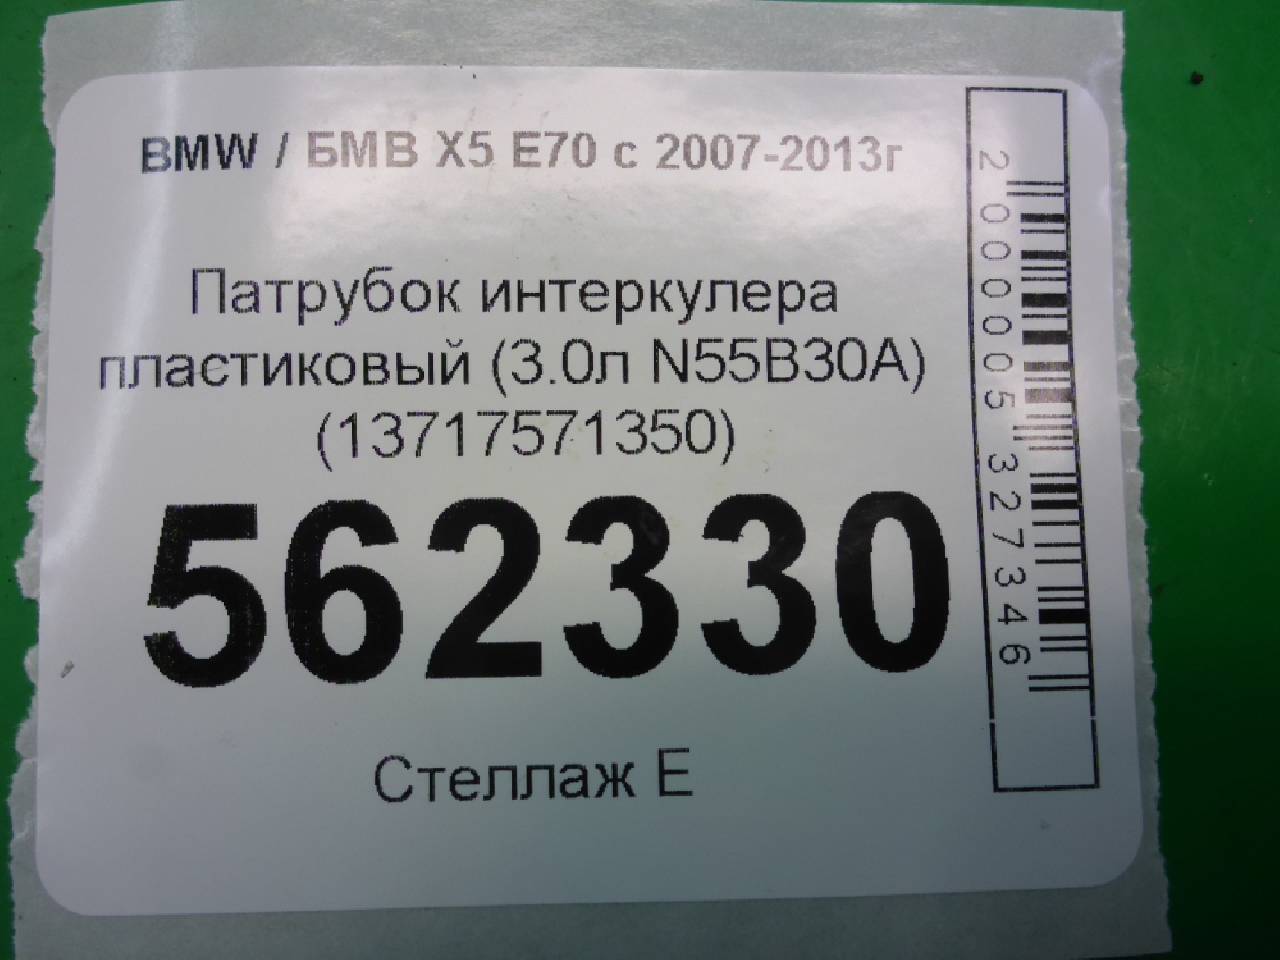 BMW / БМВ X5 E70 с 2007-2013г
Патрубок интеркулера
пластиковый (3.0л N55B30A)
(13717571350)
562330
Стеллаж Е
2000005327346